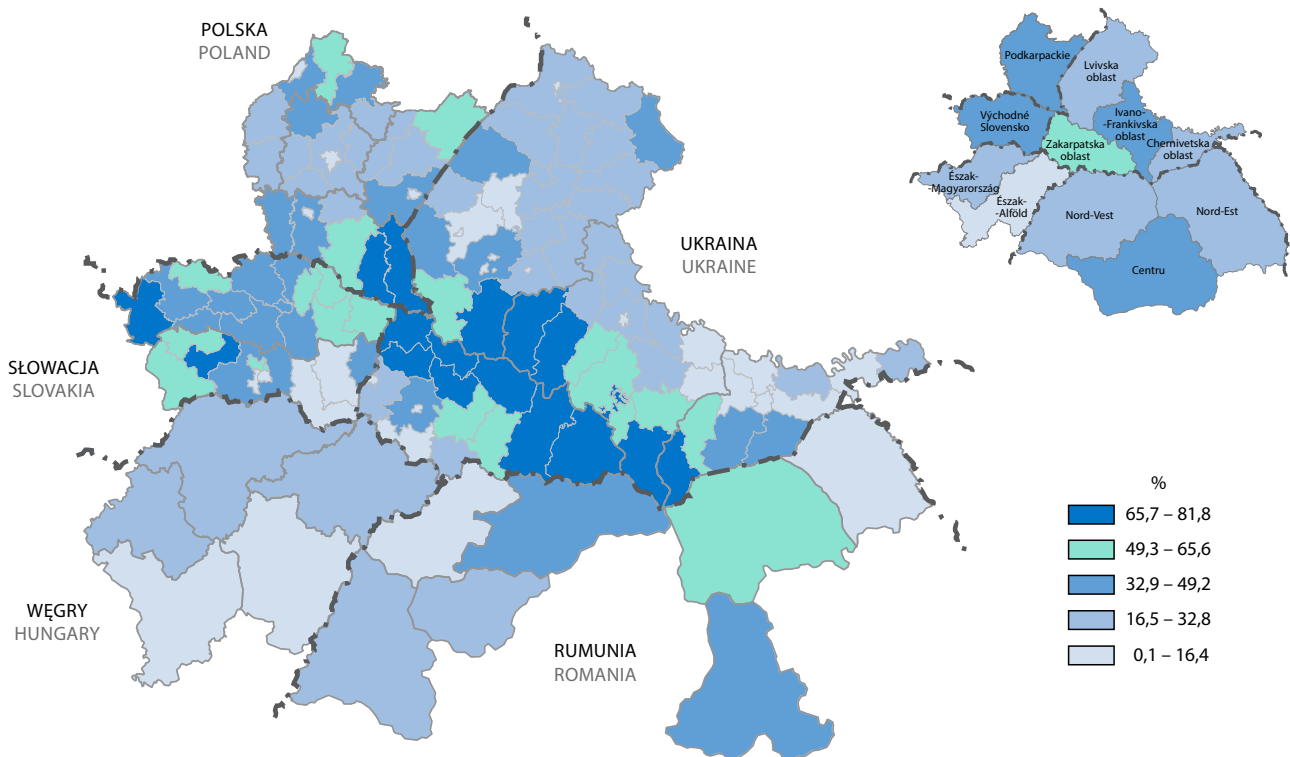 POLSKA
POLAND
UKRAINA
UKRAINE
SŁOWACJA
SLOVAKIA
WĘGRY
HUNGARY
RUMUNIA
ROMANIA
Podkarpackie
Lvivska
oblast
Východné
Slovensko
Ivano-
-Frankivska
oblast
Zakarpatska
oblast
Chernivetska
oblast
Észak-
-Magyarország
Észak-
-Alföld
Nord-Vest
Nord-Est
Centru
%
65,7 – 81,8
49,3 – 65,6
32,9 – 49,2
16,5 – 32,8
0,1 – 16,4